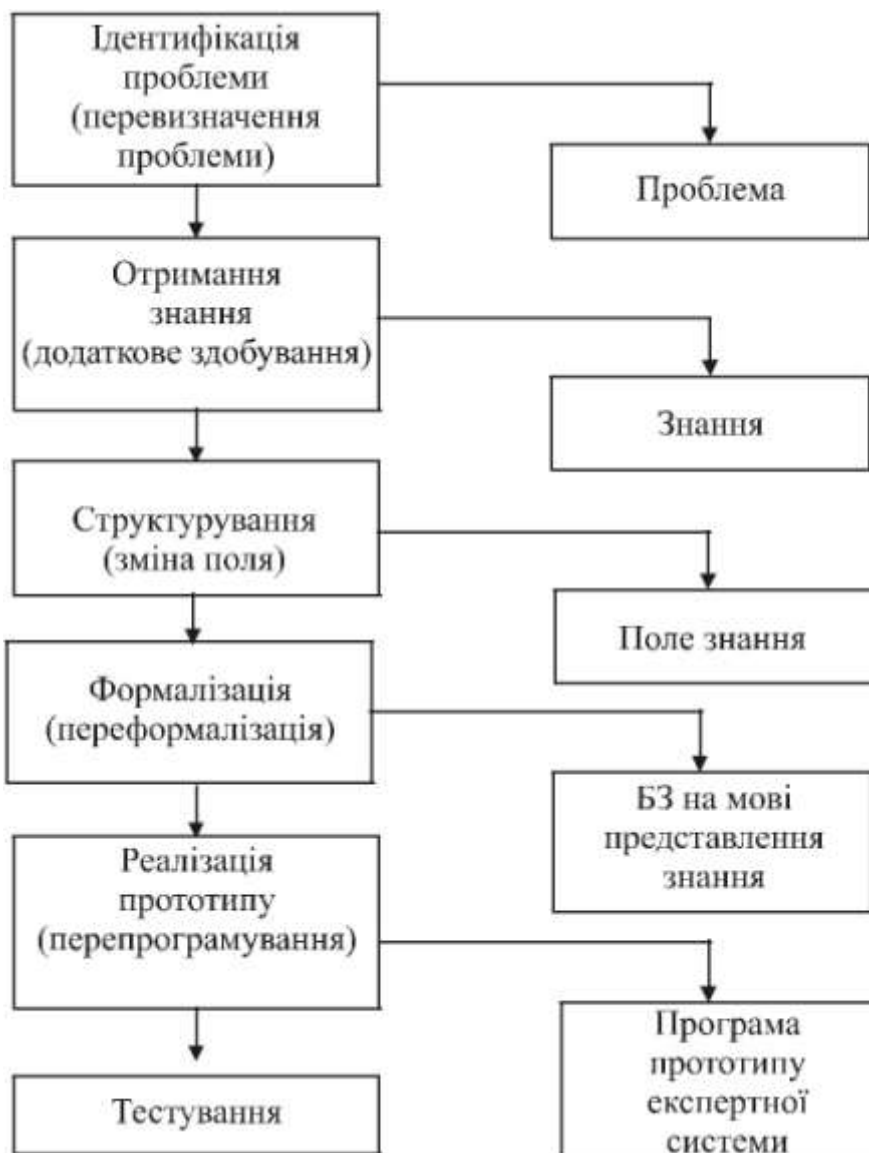 Ідентифікація
проблеми
(перевизначення
проблеми)
Проблема
Отримання
знання
(додаткове здобування)
Знання
Структурування
(зміна поля)
Поле знання
Формалізація
(переформалізація)
БЗ на мові
представлення
знання
Реалізація
прототипу
(перепрограмування)
Програма
прототипу
експертної
системи
Тестування